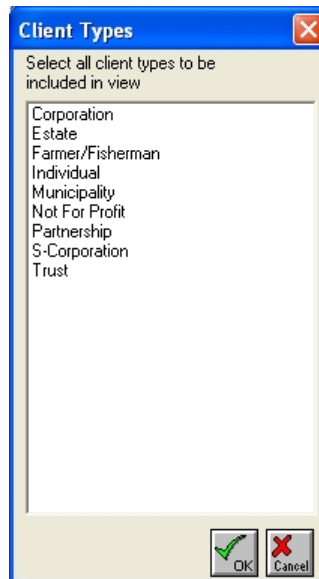 Client Types
Select all client types to be
included in view
Corporation
Estate
Farmer/Fisherman
Individual
Municipality
Not For Profit
Partnership
S-Corporation
Trust
OK
Cancel